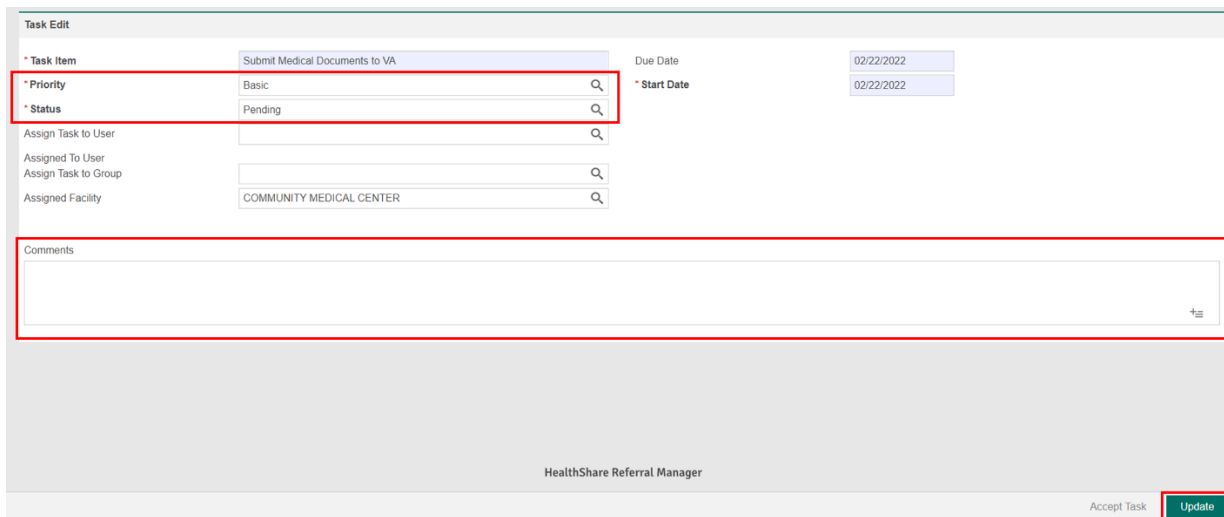 Task Edit
* Task Item Submit Medical Documents to VA Due Date 02/22/2022
* Priority Basic * Start Date 02/22/2022
* Status Pending
Assign Task to User
Assigned To User
Assign Task to Group
Assigned Facility COMMUNITY MEDICAL CENTER
Comments
HealthShare Referral Manager
Accept Task Update